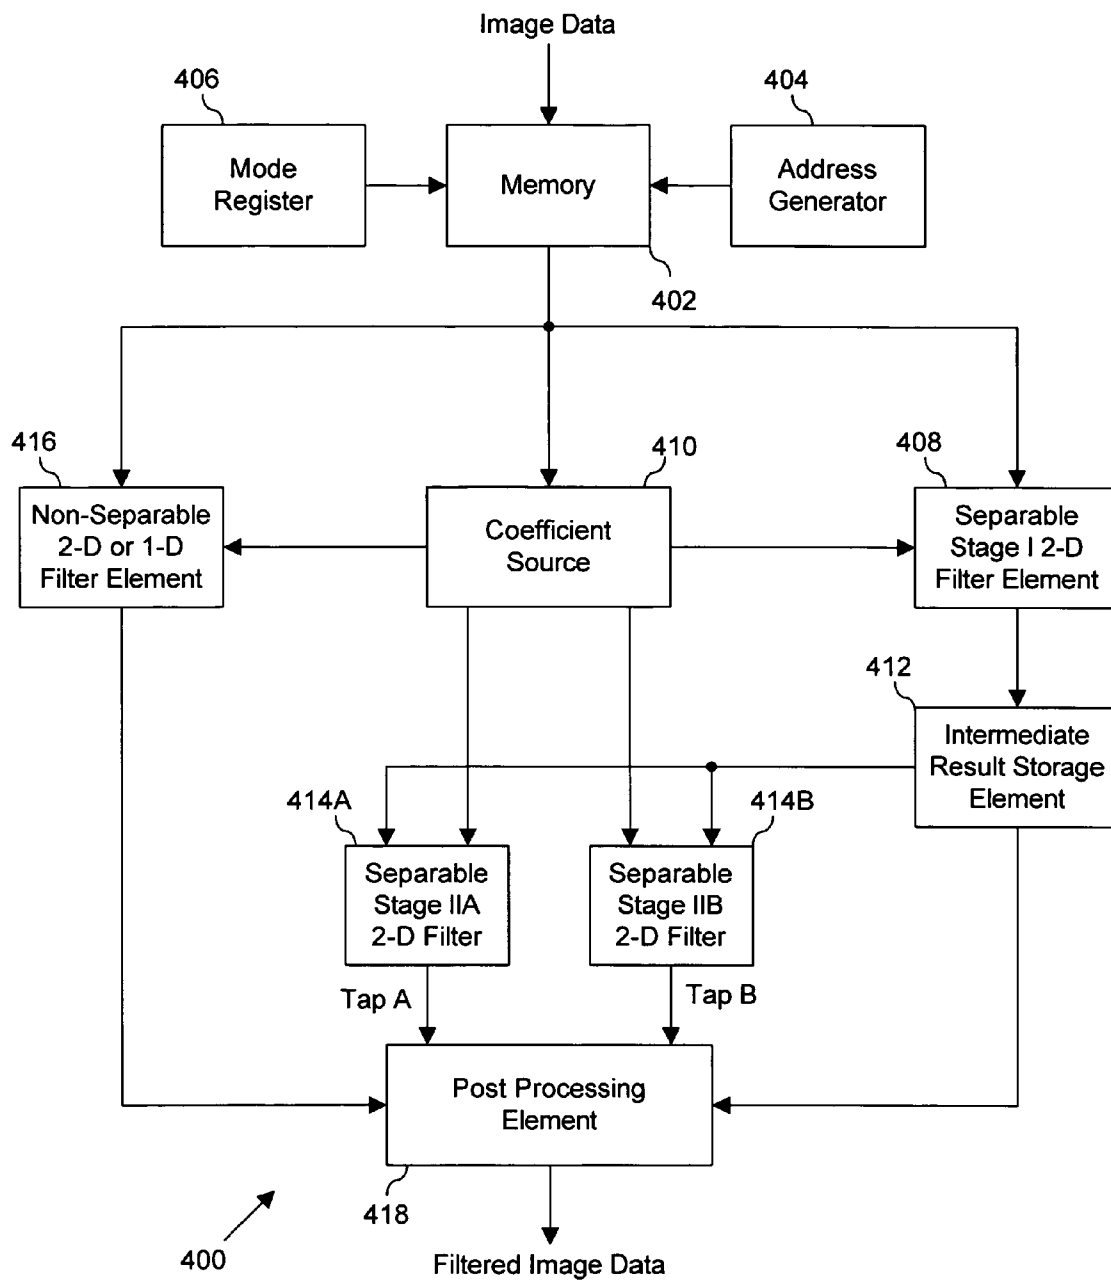 Image Data
406
404
Mode
Register
Memory
Address
Generator
402
416
410
408
Non-Separable
2-D or 1-D
Filter Element
Coefficient
Source
Separable
Stage I 2-D
Filter Element
412
Intermediate
Result Storage
Element
414A
414B
Separable
Stage IIA
2-D Filter
Separable
Stage IIB
2-D Filter
Tap A
Tap B
Post Processing
Element
418
400
Filtered Image Data